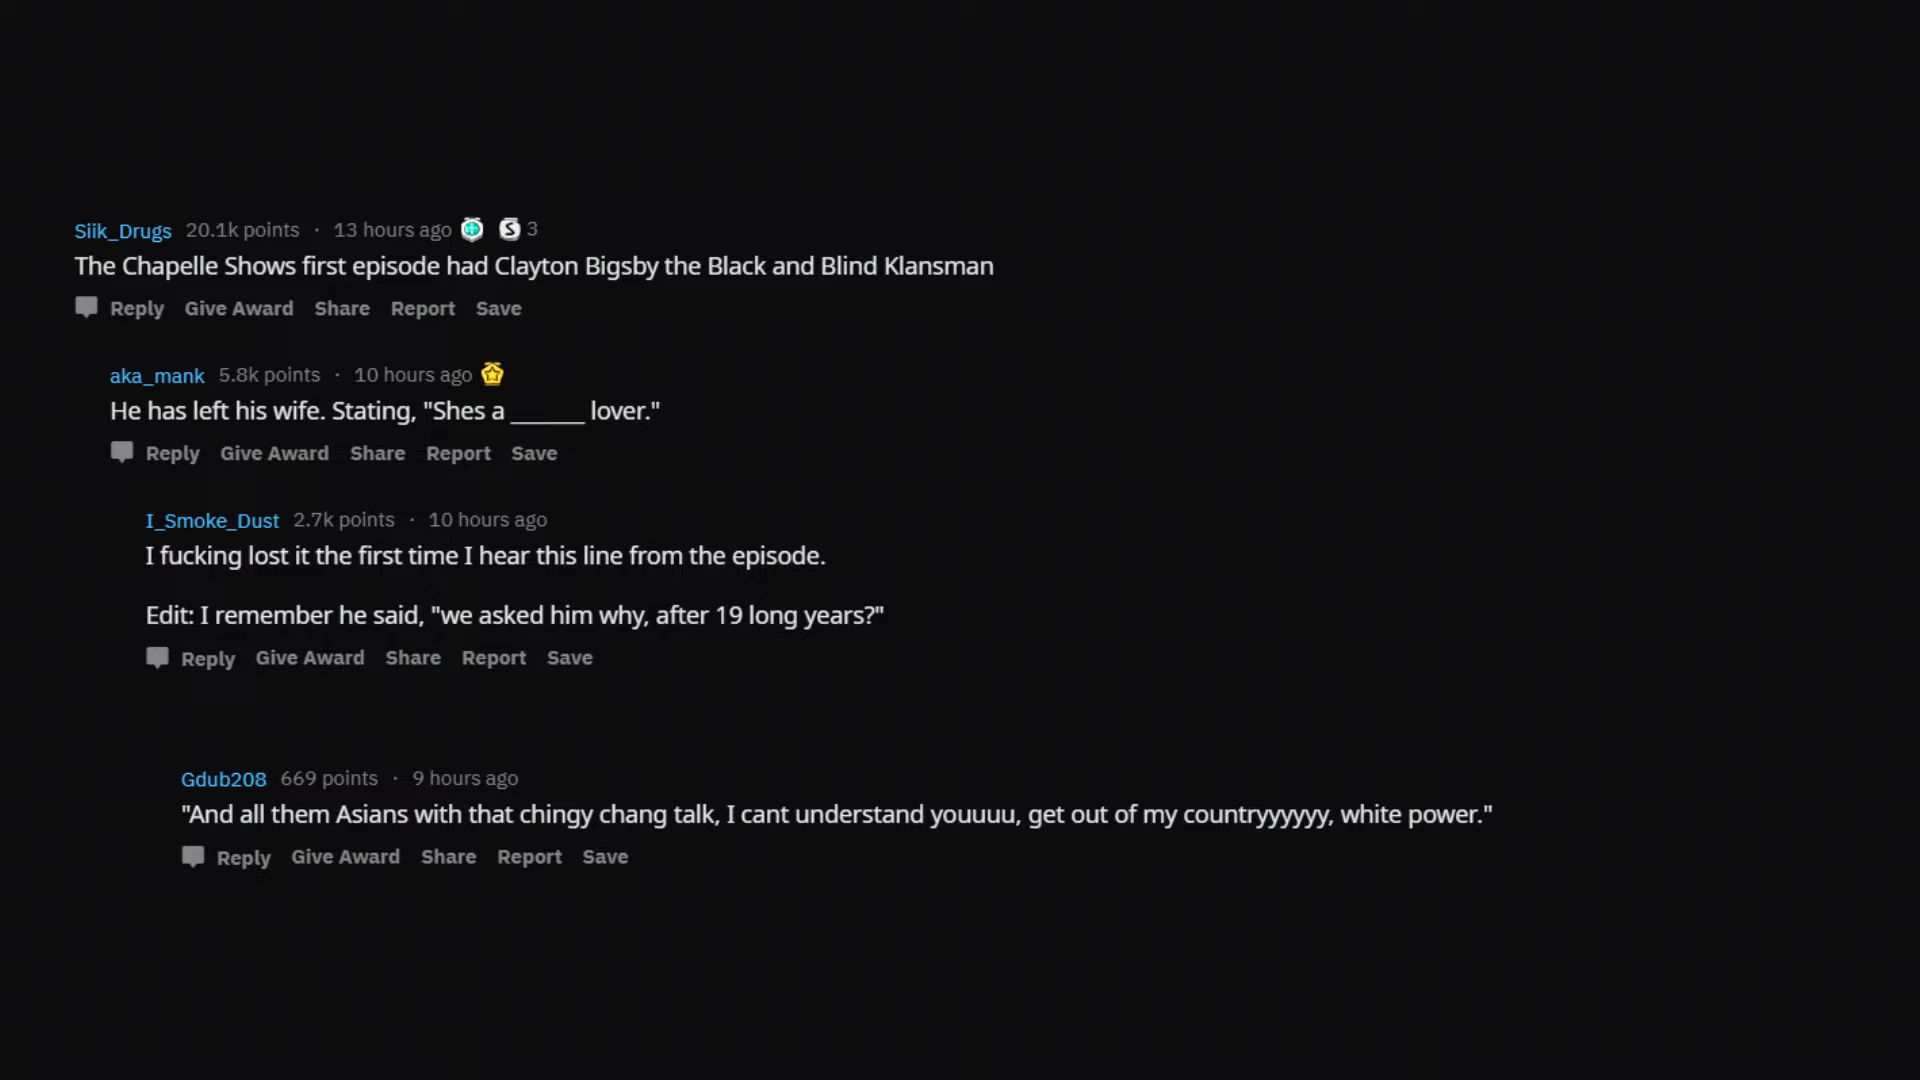 Siik_Drugs 20.1k points · 13 hours ago S 3
The Chapelle Shows first episode had Clayton Bigsby the Black and Blind Klansman
Reply Give Award Share Report Save
aka_mank 5.8k points · 10 hours ago
He has left his wife. Stating, "Shes a ______ lover."
Reply Give Award Share Report Save
I_Smoke_Dust 2.7k points · 10 hours ago
I fucking lost it the first time I hear this line from the episode.
Edit: I remember he said, "we asked him why, after 19 long years?"
Reply Give Award Share Report Save
Gdub208 669 points · 9 hours ago
"And all them Asians with that chingy chang talk, I cant understand youuuu, get out of my countryyyyyy, white power."
Reply Give Award Share Report Save